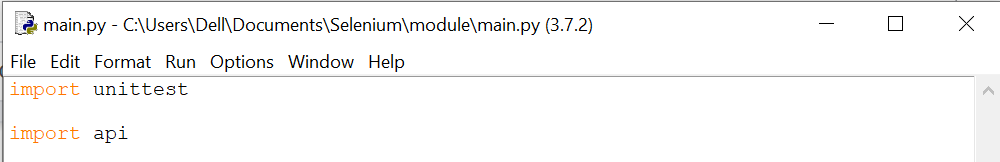 main.py - C:\Users\Dell\Documents\Selenium\module\main.py (3.7.2)
File Edit Format Run Options Window Help
import unittest
import api